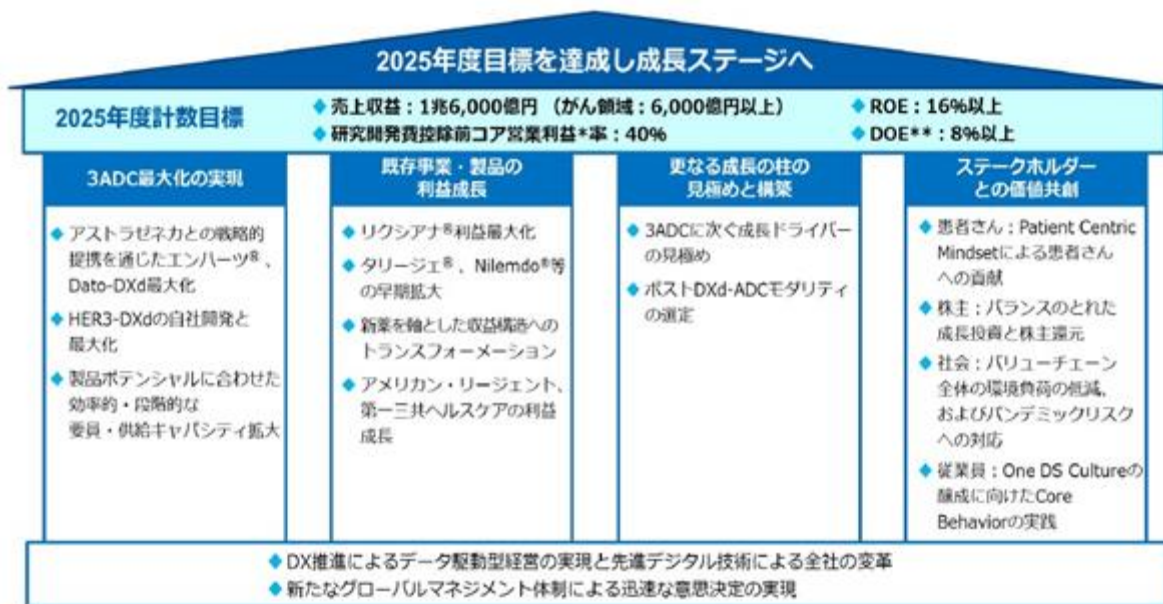 2025年度目標を達成し成長ステージへ
2025年度計数目標
◆ 売上収益：1兆6,000億円 （がん領域：6,000億円以上）
◆ 研究開発費控除前コア営業利益*率：40%
◆ ROE：16%以上
◆ DOE**：8%以上
3ADC最大化の実現
◆ アストラゼネカとの戦略的
提携を通じたエンハーツ®、
Dato-DXd最大化
◆ HER3-DXdの自社開発と
最大化
◆ 製品ポテンシャルに合わせた
効率的・段階的な
要員・供給キャパシティ拡大
既存事業・製品の
利益成長
◆ リクシアナ®利益最大化
◆ タリージェ®、Nilemdo®等
の早期拡大
◆ 新薬を軸とした収益構造への
トランスフォーメーション
◆ アメリカン・リージェント、
第一三共ヘルスケアの利益
成長
更なる成長の柱の
見極めと構築
◆ 3ADCに次ぐ成長ドライバー
の見極め
◆ ポストDXd-ADCモダリティ
の選定
ステークホルダー
との価値共創
◆ 患者さん：Patient Centric
Mindsetによる患者さん
への貢献
◆ 株主：バランスのとれた
成長投資と株主還元
◆ 社会：バリューチェーン
全体の環境負荷の低減、
およびパンデミックリスク
への対応
◆ 従業員：One DS Cultureの
醸成に向けたCore
Behaviorの実践
◆ DX推進によるデータ駆動型経営の実現と先進デジタル技術による全社の変革
◆ 新たなグローバルマネジメント体制による迅速な意思決定の実現